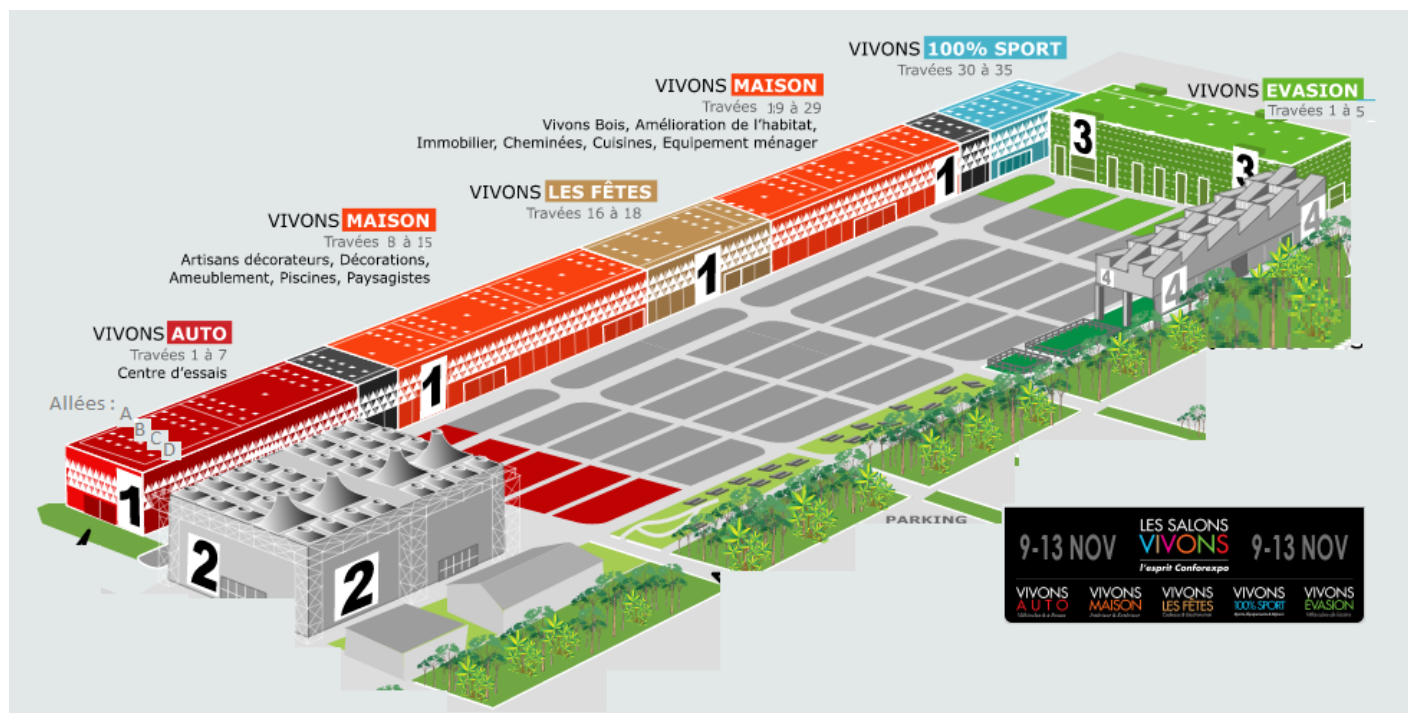 VIVONS 100% SPORT
Travées 30 à 35
VIVONS MAISON
Travées 19 à 29
Vivons Bois, Amélioration de l'habitat,
Immobilier, Cheminées, Cuisines, Equipement ménager
VIVONS EVASION
Travées 1 à 5
VIVONS LES FÊTES
Travées 16 à 18
VIVONS MAISON
Travées 8 à 15
Artisans décorateurs, Décorations,
Ameublement, Piscines, Paysagistes
VIVONS AUTO
Travées 1 à 7
Centre d'essais
Allées :
A
B
C
D
1
1
1
1
2
2
3
3
4
4
4
PARKING
9-13 NOV
LES SALONS
VIVONS
l'esprit Conforexpo
9-13 NOV
VIVONS
AUTO
VIVONS
MAISON
VIVONS
LES FÊTES
VIVONS
100% SPORT
VIVONS
ÉVASION